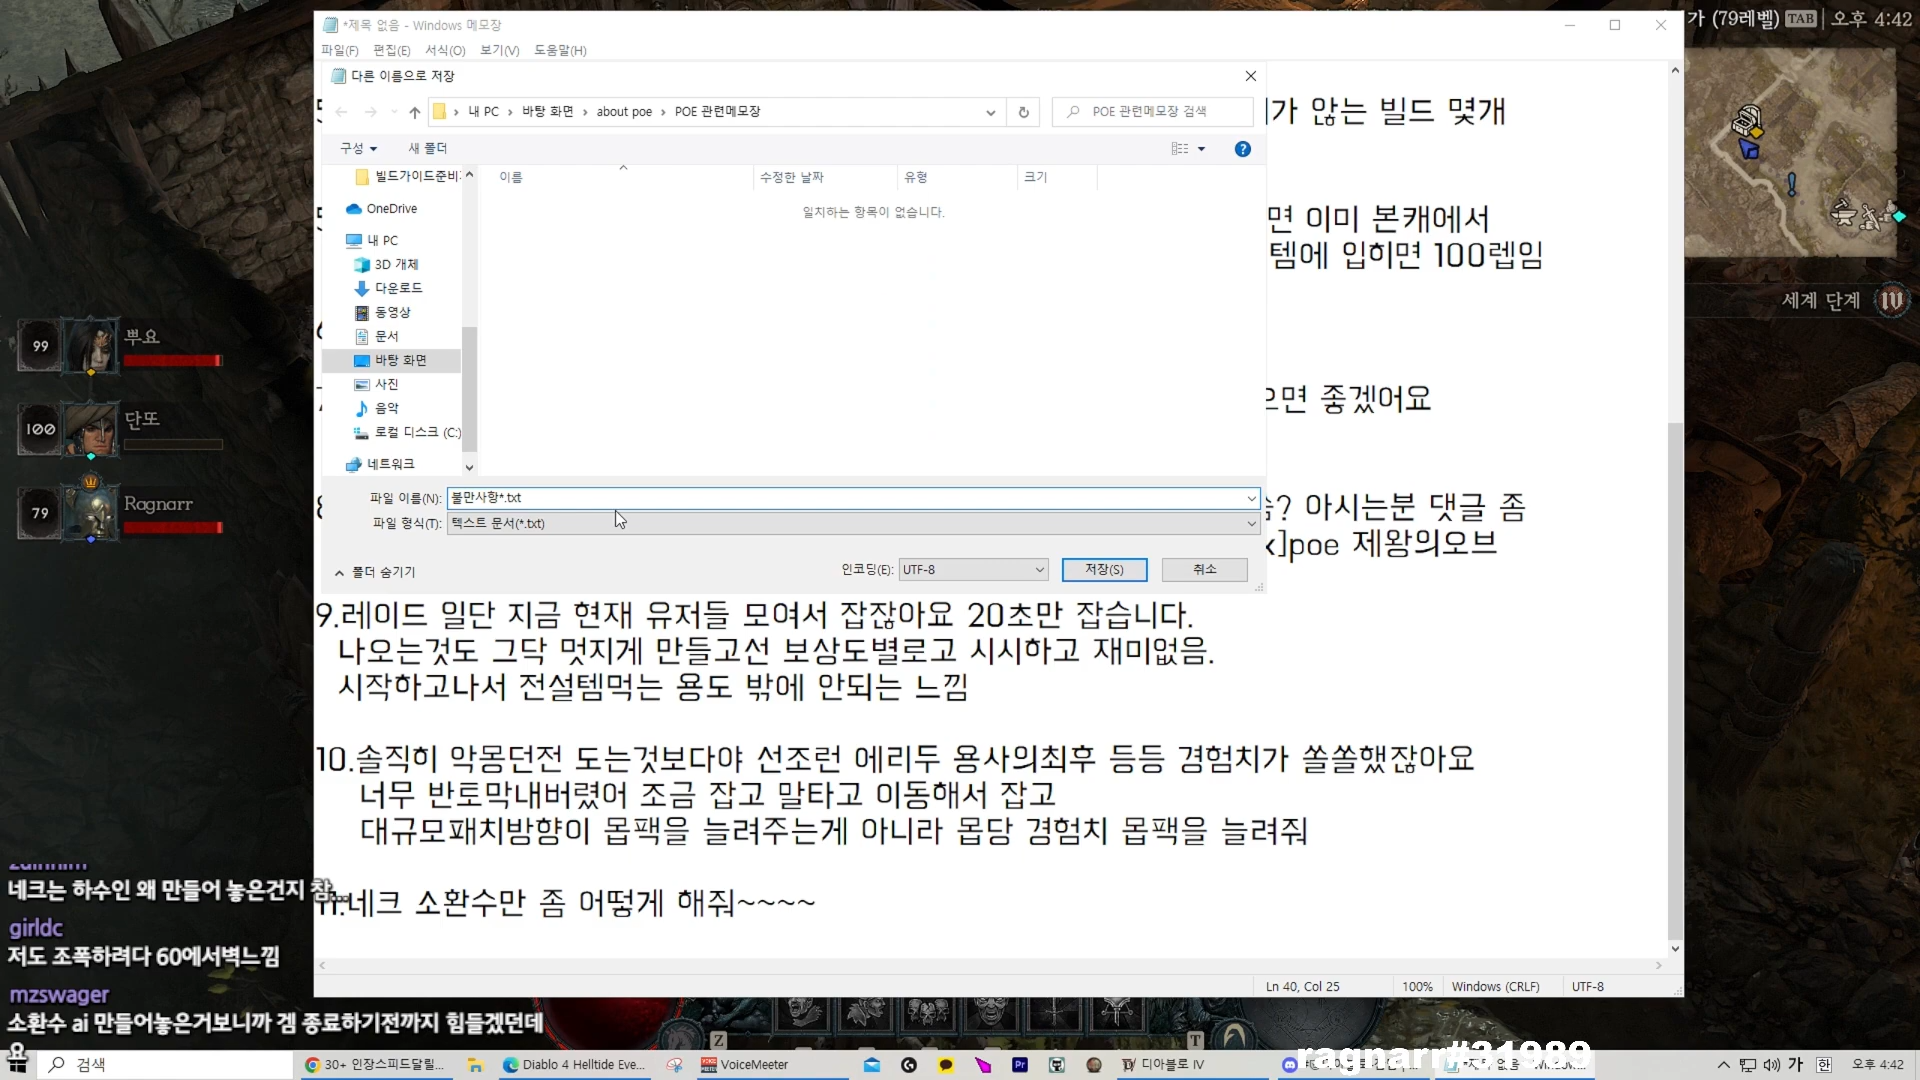 *제목 없음 - Windows 메모장
파일(F) 편집(E) 서식(O) 보기(V) 도움말(H)
다른 이름으로 저장
내 PC › 바탕 화면 › about poe › POE 관련메모장
POE 관련메모장 검색
구성
새 폴더
빌드가이드준비
OneDrive
내 PC
3D 개체
다운로드
동영상
문서
바탕 화면
사진
음악
로컬 디스크 (C:)
네트워크
이름
수정한 날짜
유형
크기
일치하는 항목이 없습니다.
파일 이름(N): 불만사항*.txt
파일 형식(T): 텍스트 문서(*.txt)
폴더 숨기기
인코딩(E): UTF-8
저장(S)
취소
않는 빌드 몇개
면 이미 본캐에서
템에 입히면 100렙임
으면 좋겠어요
? 아시는분 댓글 좀
]poe 제왕의오브
9.레이드 일단 지금 현재 유저들 모여서 잡잖아요 20초만 잡습니다.
나오는것도 그닥 멋지게 만들고선 보상도별로고 시시하고 재미없음.
시작하고나서 전설템먹는 용도 밖에 안되는 느낌
10.솔직히 악몽던전 도는것보다야 선조런 에리두 용사의최후 등등 경험치가 쏠쏠했잖아요
너무 반토막내버렸어 조금 잡고 말타고 이동해서 잡고
대규모패치방향이 몹팩을 늘려주는게 아니라 몹당 경험치 몹팩을 늘려줘
11.네크 소환수만 좀 어떻게 해줘~~~~
Ln 40, Col 25
100%
Windows (CRLF)
UTF-8
가 (79레벨) TAB 오후 4:42
세계 단계 IV
99
뿌요
100
단또
79
Ragnarr
네크는 하수인 왜 만들어 놓은건지 참...
girldc
저도 조폭하려다 60에서벽느낌
mzswager
소환수 ai 만들어놓은거보니까 겜 종료하기전까지 힘들겠던데
요
Z
T
검색
30+ 인장스피드달릴...
Diablo 4 Helltide Eve...
VoiceMeeter
디아블로 IV
ragnarr#31989
가
한
오후 4:42